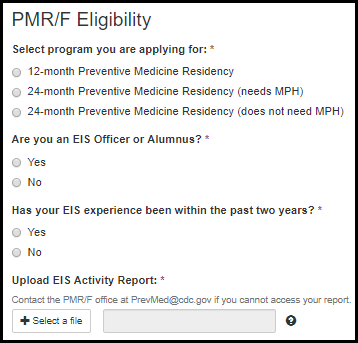 PMR/F Eligibility
Select program you are applying for: *
12-month Preventive Medicine Residency
24-month Preventive Medicine Residency (needs MPH)
24-month Preventive Medicine Residency (does not need MPH)
Are you an EIS Officer or Alumnus? *
Yes
No
Has your EIS experience been within the past two years? *
Yes
No
Upload EIS Activity Report: *
Contact the PMR/F office at PrevMed@cdc.gov if you cannot access your report.
+ Select a file ?